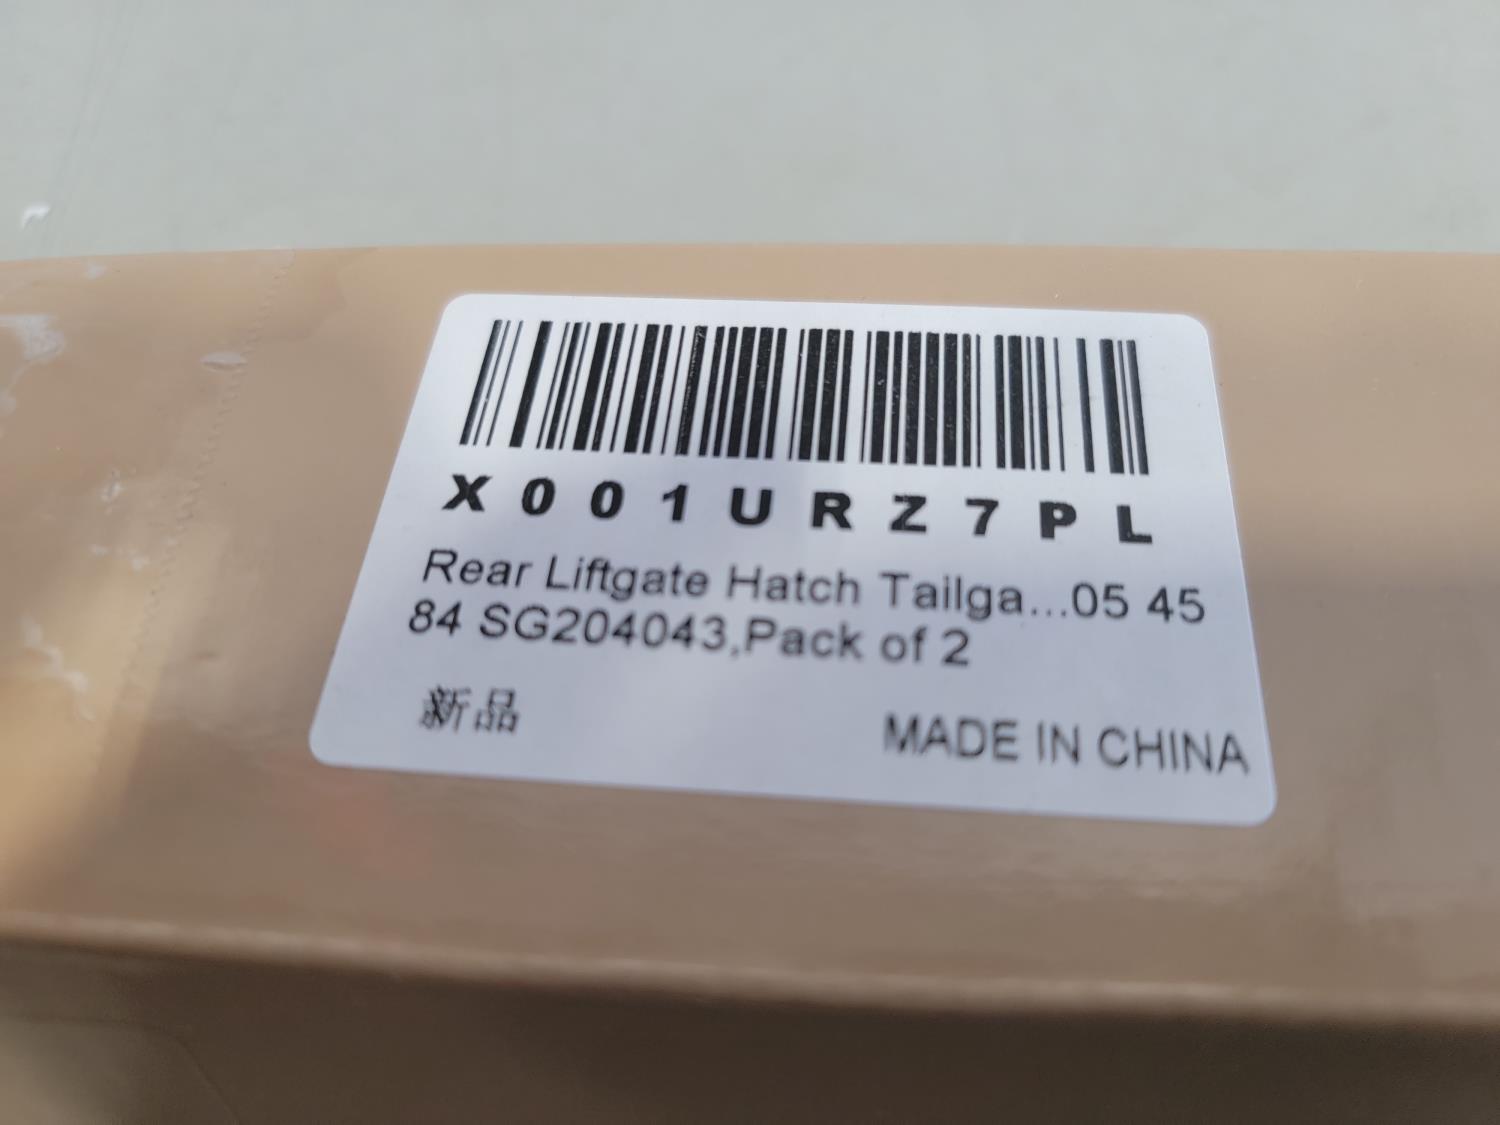 X001URZ7PL
Rear Liftgate Hatch Tailga...05 45
84 SG204043,Pack of 2
新品
MADE IN CHINA